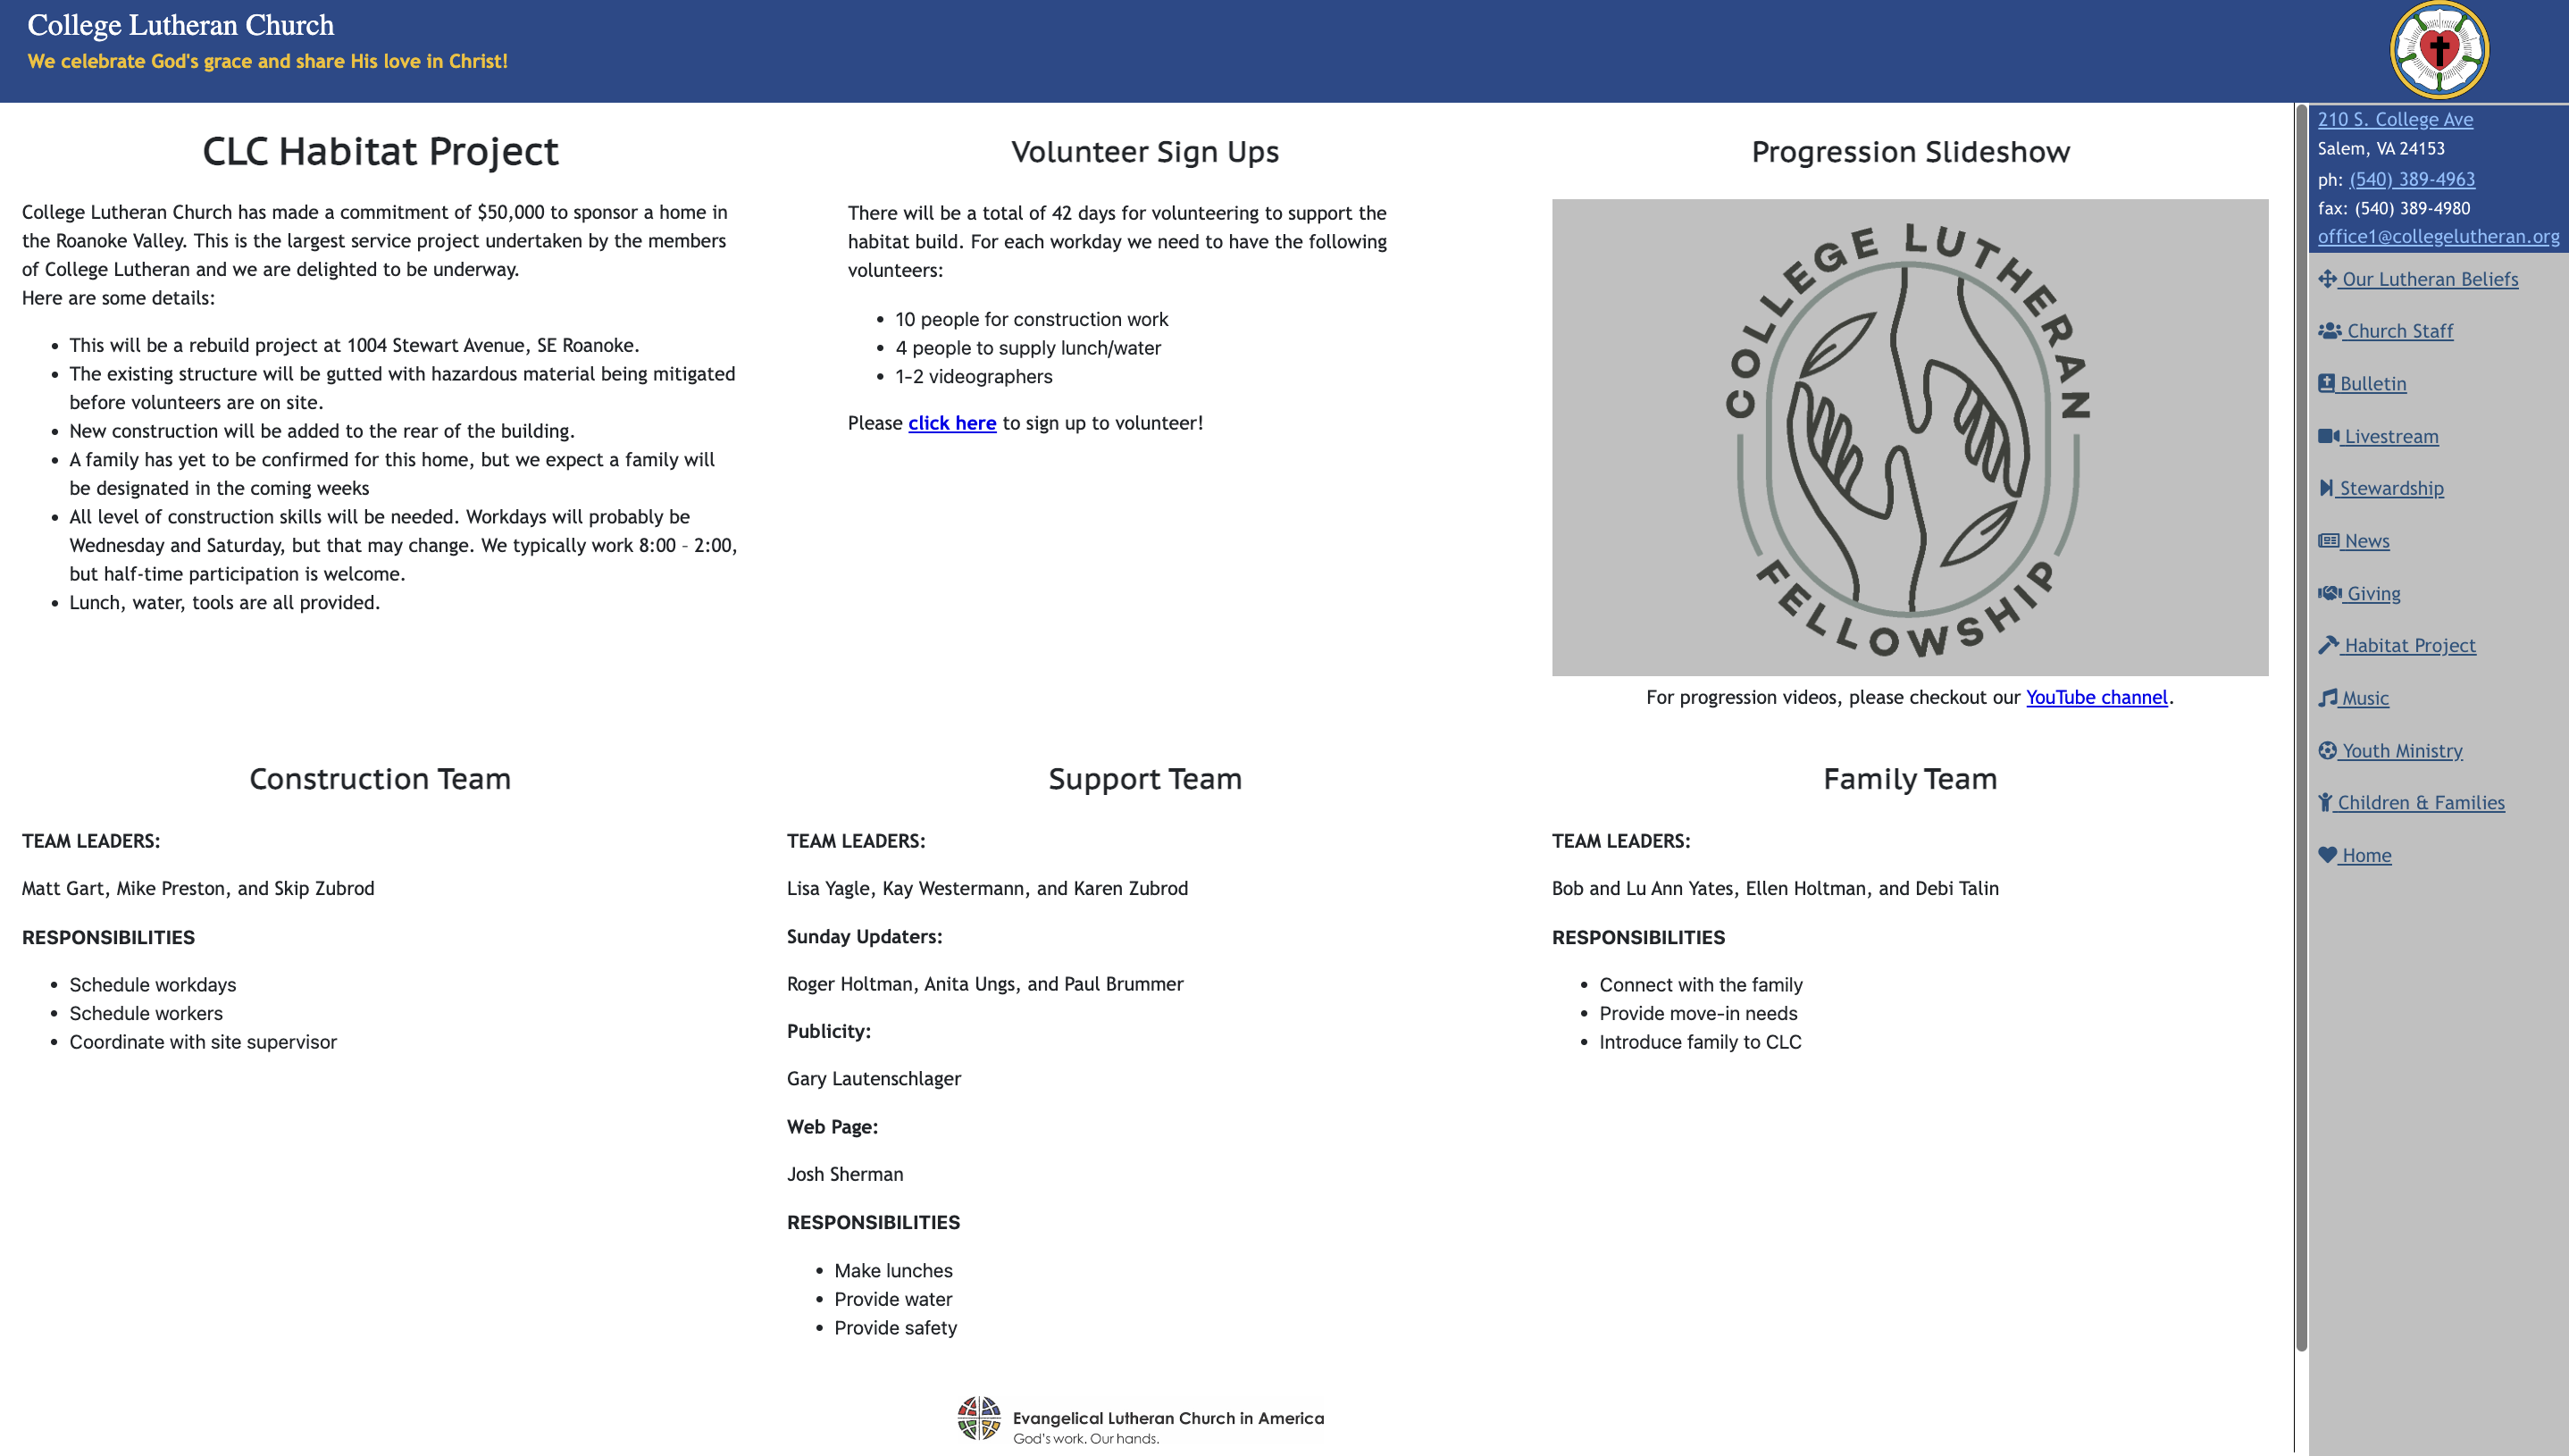 College Lutheran Church
We celebrate God's grace and share His love in Christ!
CLC Habitat Project
College Lutheran Church has made a commitment of $50,000 to sponsor a home in
the Roanoke Valley. This is the largest service project undertaken by the members
of College Lutheran and we are delighted to be underway.
Here are some details:
• This will be a rebuild project at 1004 Stewart Avenue, SE Roanoke.
• The existing structure will be gutted with hazardous material being mitigated
before volunteers are on site.
• New construction will be added to the rear of the building.
• A family has yet to be confirmed for this home, but we expect a family will
be designated in the coming weeks
• All level of construction skills will be needed. Workdays will probably be
Wednesday and Saturday, but that may change. We typically work 8:00 - 2:00,
but half-time participation is welcome.
• Lunch, water, tools are all provided.
Volunteer Sign Ups
There will be a total of 42 days for volunteering to support the
habitat build. For each workday we need to have the following
volunteers:
• 10 people for construction work
• 4 people to supply lunch/water
• 1-2 videographers
Please click here to sign up to volunteer!
Progression Slideshow
COLLEGE LUTHERAN
FELLOWSHIP
For progression videos, please checkout our YouTube channel.
Construction Team
TEAM LEADERS:
Matt Gart, Mike Preston, and Skip Zubrod
RESPONSIBILITIES
• Schedule workdays
• Schedule workers
• Coordinate with site supervisor
Support Team
TEAM LEADERS:
Lisa Yagle, Kay Westermann, and Karen Zubrod
Sunday Updaters:
Roger Holtman, Anita Ungs, and Paul Brummer
Publicity:
Gary Lautenschlager
Web Page:
Josh Sherman
RESPONSIBILITIES
• Make lunches
• Provide water
• Provide safety
Family Team
TEAM LEADERS:
Bob and Lu Ann Yates, Ellen Holtman, and Debi Talin
RESPONSIBILITIES
• Connect with the family
• Provide move-in needs
• Introduce family to CLC
Evangelical Lutheran Church in America
God's work. Our hands.
210 S. College Ave
Salem, VA 24153
ph: (540) 389-4963
fax: (540) 389-4980
office1@collegelutheran.org
Our Lutheran Beliefs
Church Staff
Bulletin
Livestream
Stewardship
News
Giving
Habitat Project
Music
Youth Ministry
Children & Families
Home